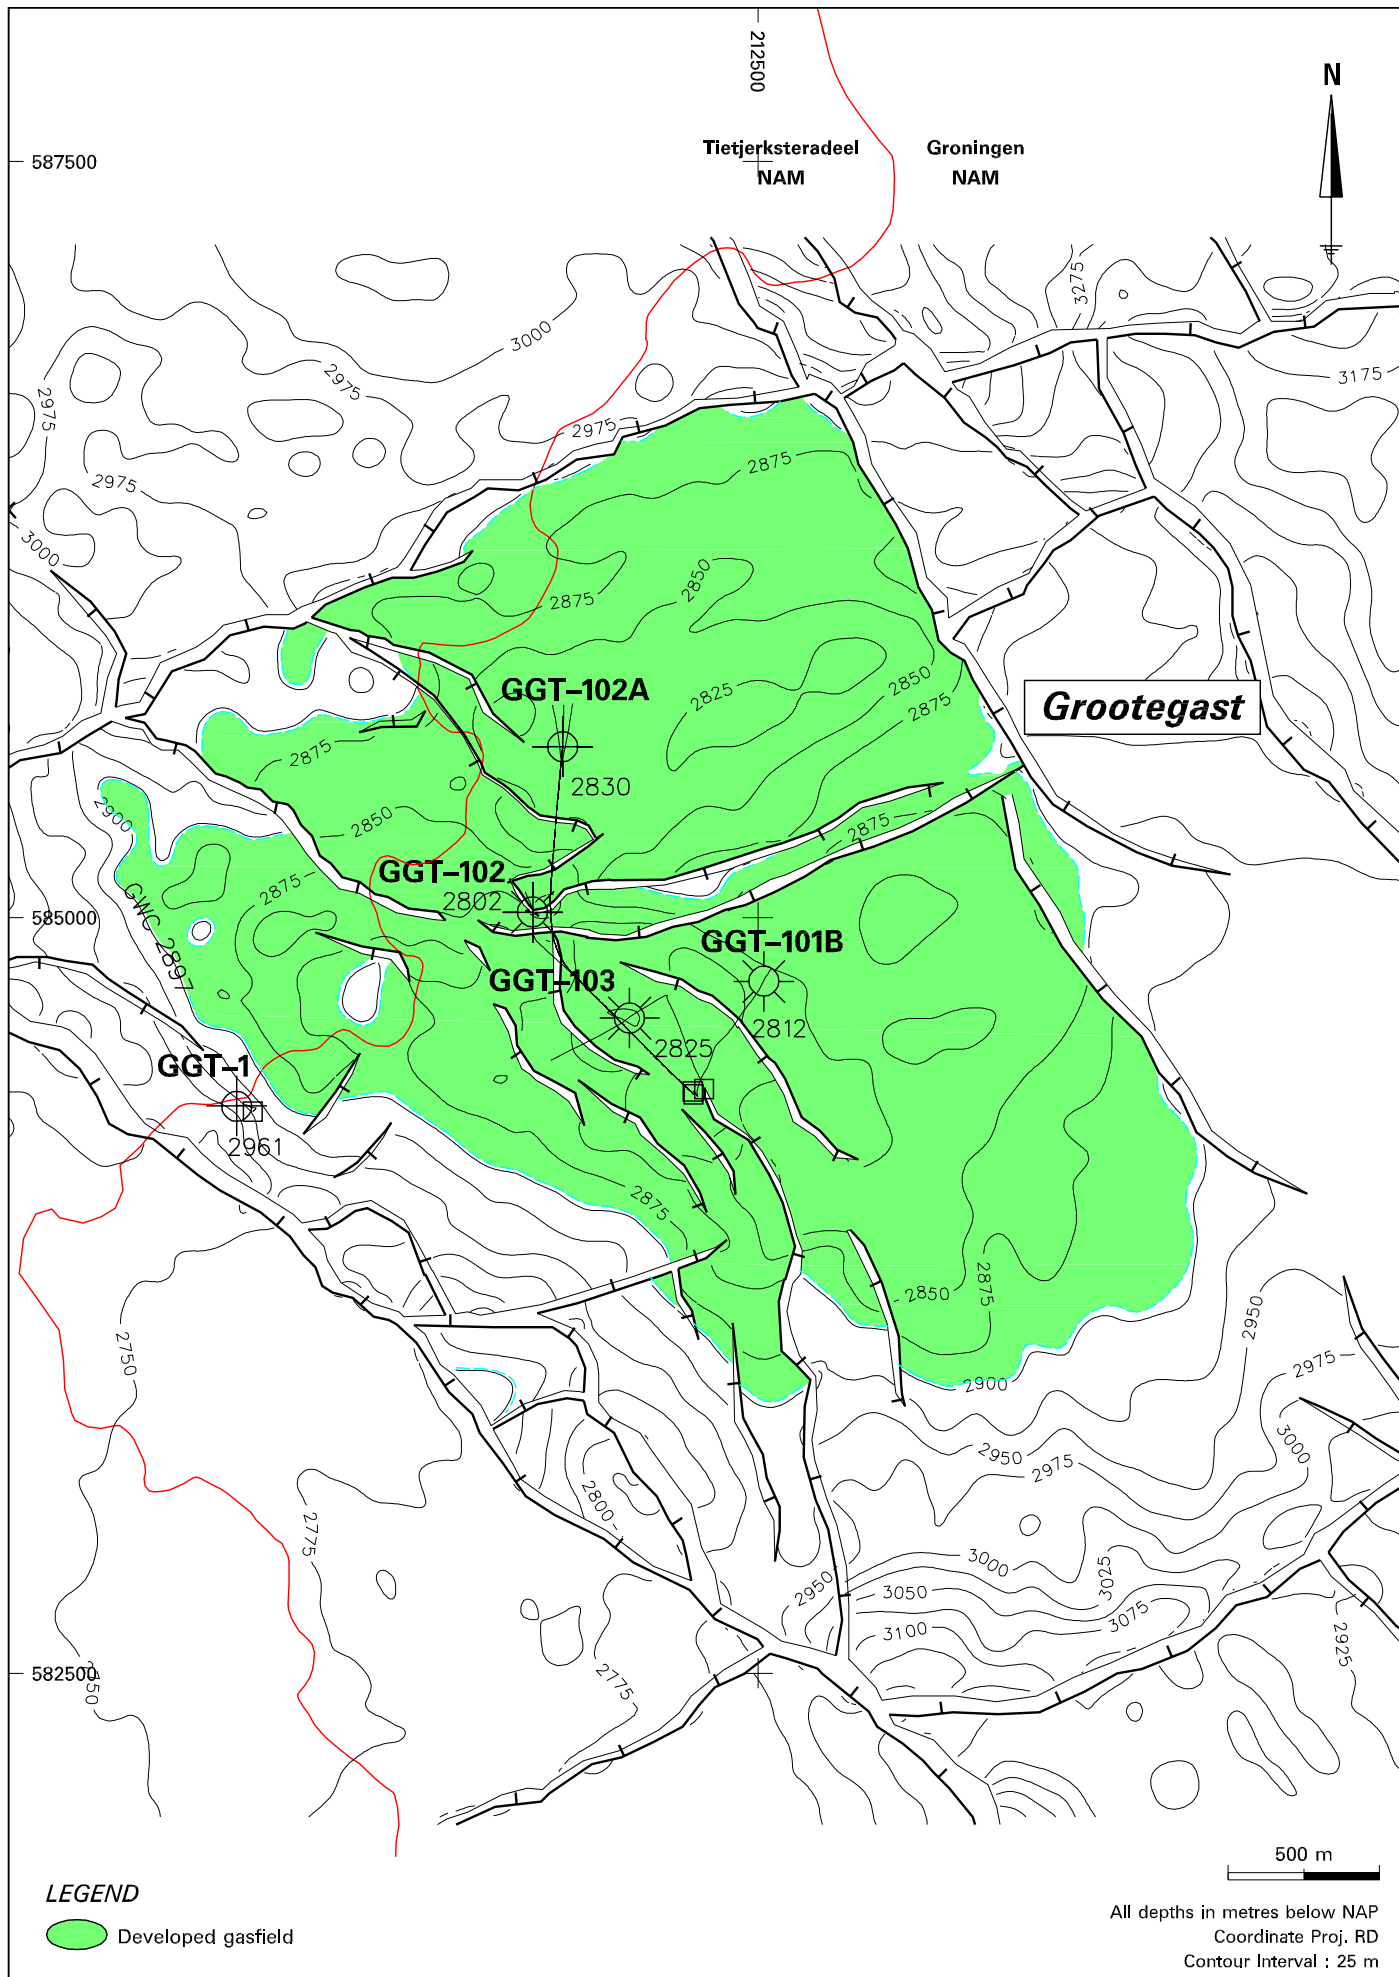 212500
N
587500
Tietjerksteradeel
NAM
Groningen
NAM
3275
3000
2975
2975
3175
2975
2875
2975
3000
2850
2875
GGT–102A
2825
2850
2875
Grootegast
2875
2830
2900
2850
2875
GGT–102
2875
2802
585000
GWC 2897
GGT–101B
GGT–103
2812
2825
GGT–1
2961
2875
2875
2850
2950
2750
2975
2900
3000
2950
2975
2800
2775
3000
3025
2950
3050
3075
3100
2925
582500
2750
2775
500 m
LEGEND
Developed gasfield
All depths in metres below NAP
Coordinate Proj. RD
Contour Interval : 25 m